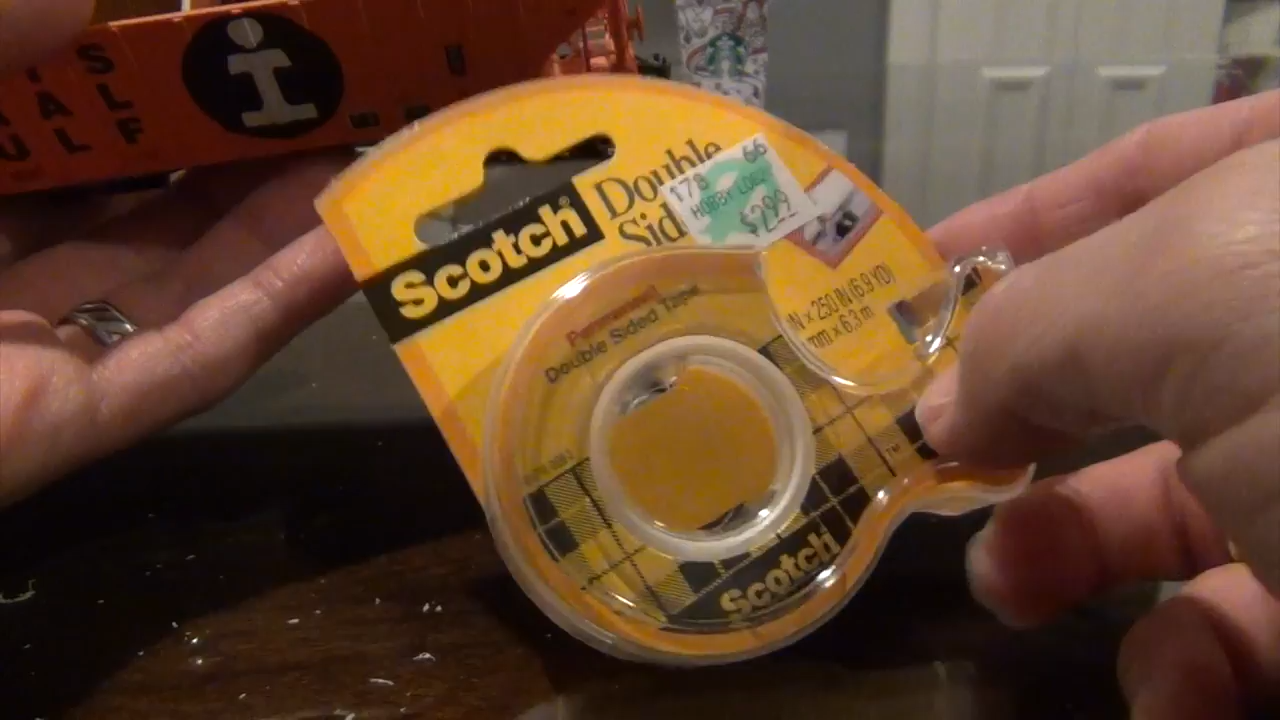 i
S
A L
U L F
Scotch®
Double
Sid
178 66
HOBBY LOBBY
$2.99
Permanent
Double Sided Tape
IN x 250 IN (6.9 YD)
mm x 6.3 m
TM
Scotch